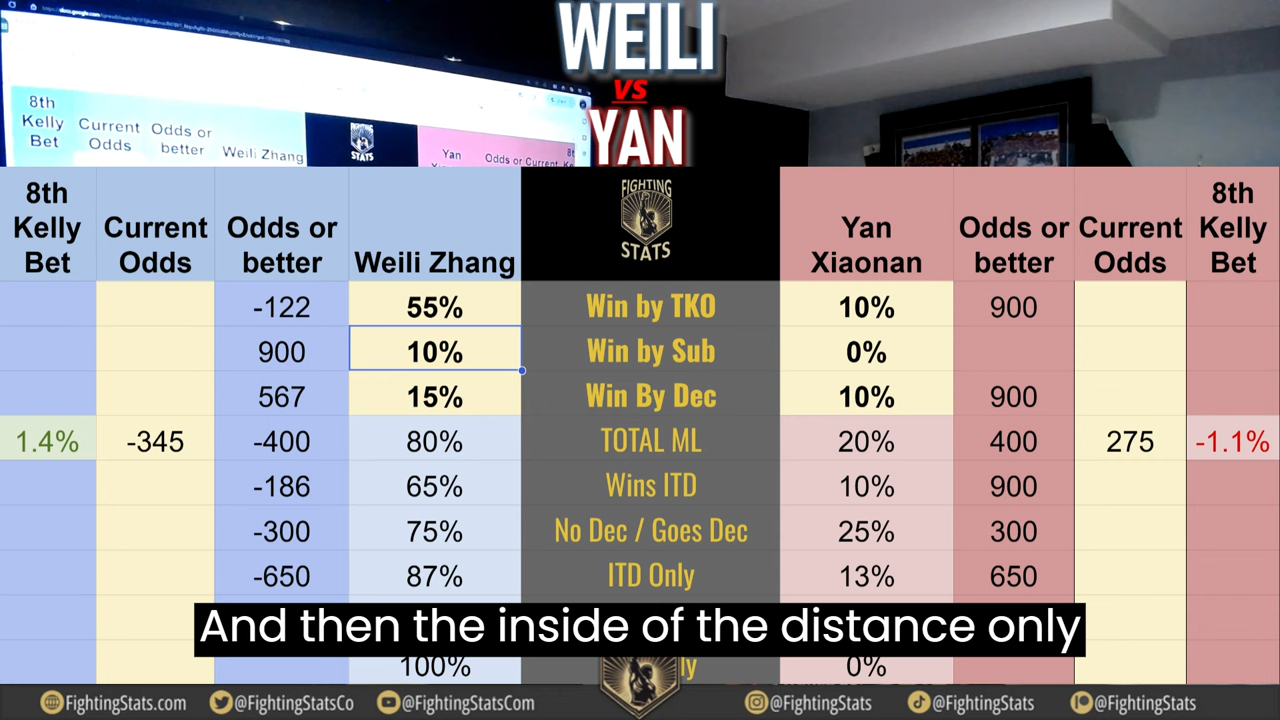 WEILI
vs
YAN
8th Kelly Bet
Current Odds
Odds or better
Weili Zhang
FIGHTING STATS
Yan
Odds or Current
8th Kelly Bet
Current Odds
Odds or better
Weili Zhang
FIGHTING STATS
Yan Xiaonan
Odds or better
Current Odds
8th Kelly Bet
-122 55% Win by TKO 10% 900
900 10% Win by Sub 0%
567 15% Win By Dec 10% 900
1.4% -345 -400 80% TOTAL ML 20% 400 275 -1.1%
-186 65% Wins ITD 10% 900
-300 75% No Dec / Goes Dec 25% 300
-650 87% ITD Only 13% 650
And then the inside of the distance only
100% ly 0%
FightingStats.com @FightingStatsCo @FightingStatsCom @FightingStats @FightingStats @FightingStats